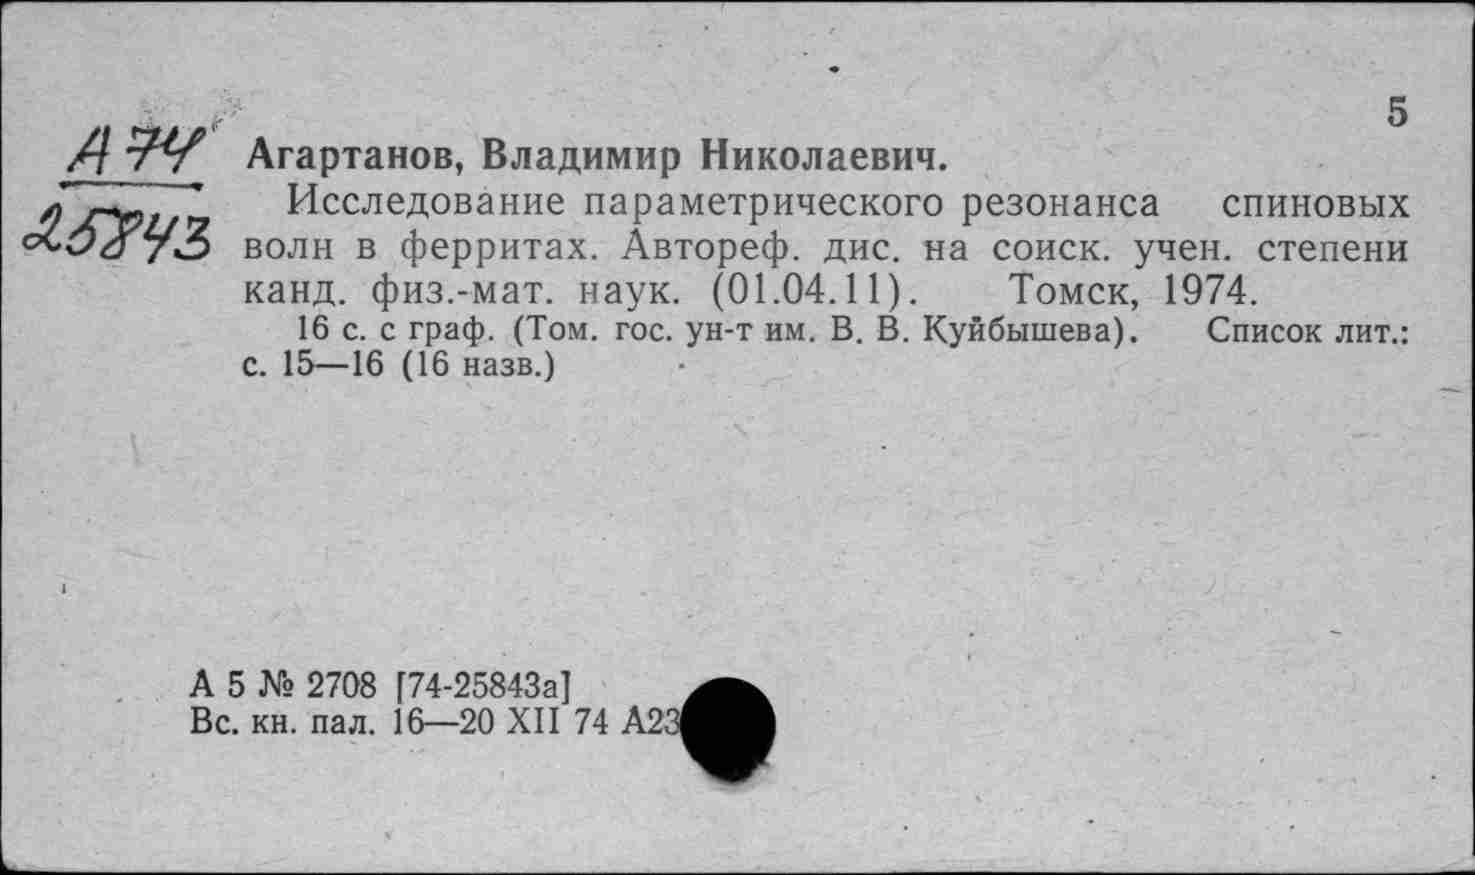 5
А 74
25843
Агартанов, Владимир Николаевич.
Исследование параметрического резонанса спиновых
волн в ферритах. Автореф. дис. на соиск. учен. степени
канд. физ.-мат. наук. (01.04.11). Томск, 1974.
16 с. с граф. (Том. гос. ун-т им. В. В. Куйбышева). Список лит.:
с. 15—16 (16 назв.)
А 5 № 2708 [74-25843а]
Вс. кн. пал. 16—20 XII 74 А23